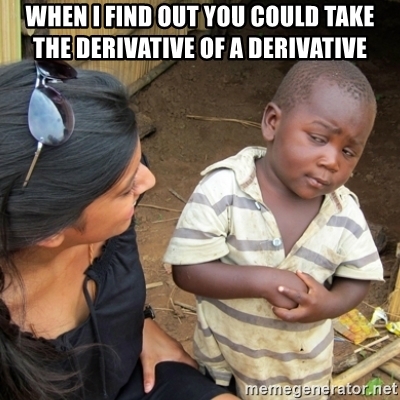 WHEN I FIND OUT YOU COULD TAKE
THE DERIVATIVE OF A DERIVATIVE
memegenerator.net